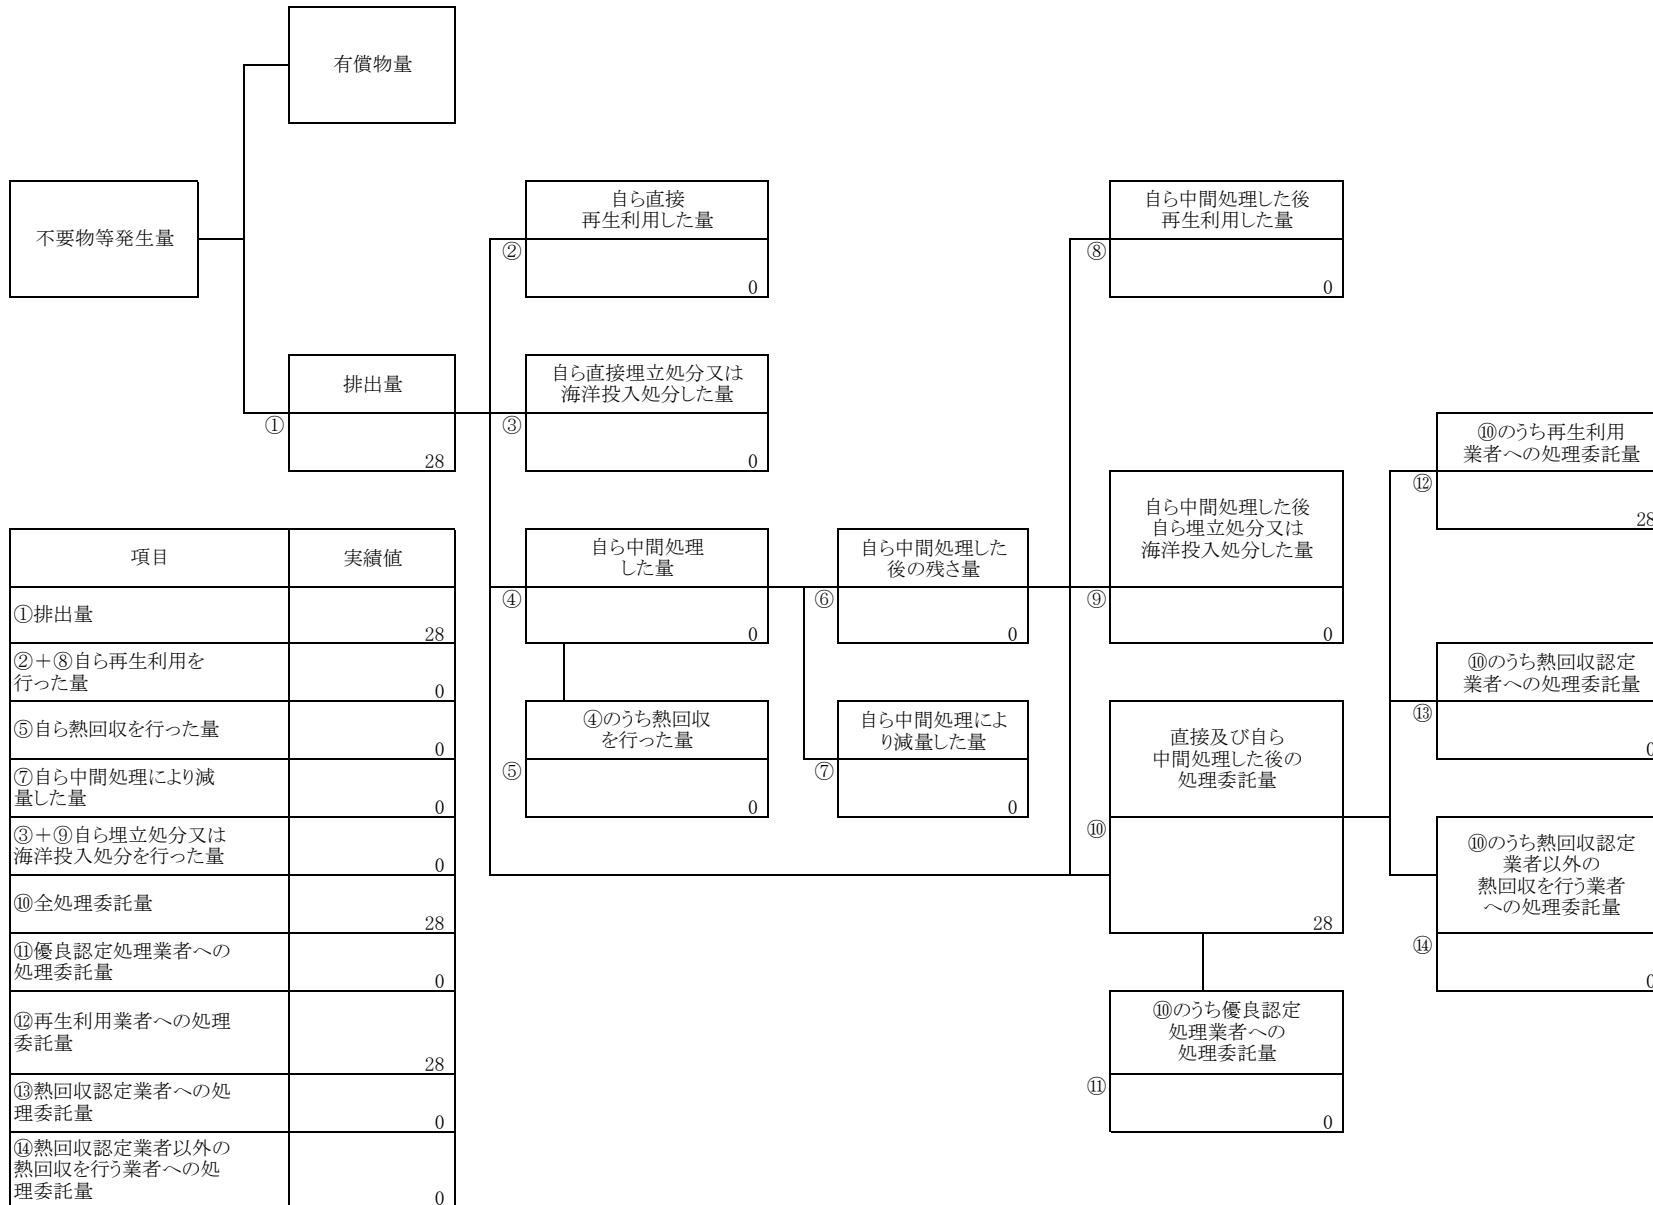 有償物量
不要物等発生量
自ら直接
再生利用した量
②
0
自ら中間処理した後
再生利用した量
⑧
0
排出量
①
28
自ら直接埋立処分又は
海洋投入処分した量
③
0
⑩のうち再生利用
業者への処理委託量
⑫
28
自ら中間処理
した量
④
0
自ら中間処理した
後の残さ量
⑥
0
自ら中間処理した後
自ら埋立処分又は
海洋投入処分した量
⑨
0
⑩のうち熱回収認定
業者への処理委託量
⑬
0
④のうち熱回収
を行った量
⑤
0
自ら中間処理によ
り減量した量
⑦
0
直接及び自ら
中間処理した後の
処理委託量
⑩
28
⑩のうち熱回収認定
業者以外の
熱回収を行う業者
への処理委託量
⑭
0
⑩のうち優良認定
処理業者への
処理委託量
⑪
0
項目 実績値
①排出量
28
②＋⑧自ら再生利用を
行った量
0
⑤自ら熱回収を行った量
0
⑦自ら中間処理により減
量した量
0
③＋⑨自ら埋立処分又は
海洋投入処分を行った量
0
⑩全処理委託量
28
⑪優良認定処理業者への
処理委託量
0
⑫再生利用業者への処理
委託量
28
⑬熱回収認定業者への処
理委託量
0
⑭熱回収認定業者以外の
熱回収を行う業者への処
理委託量
0